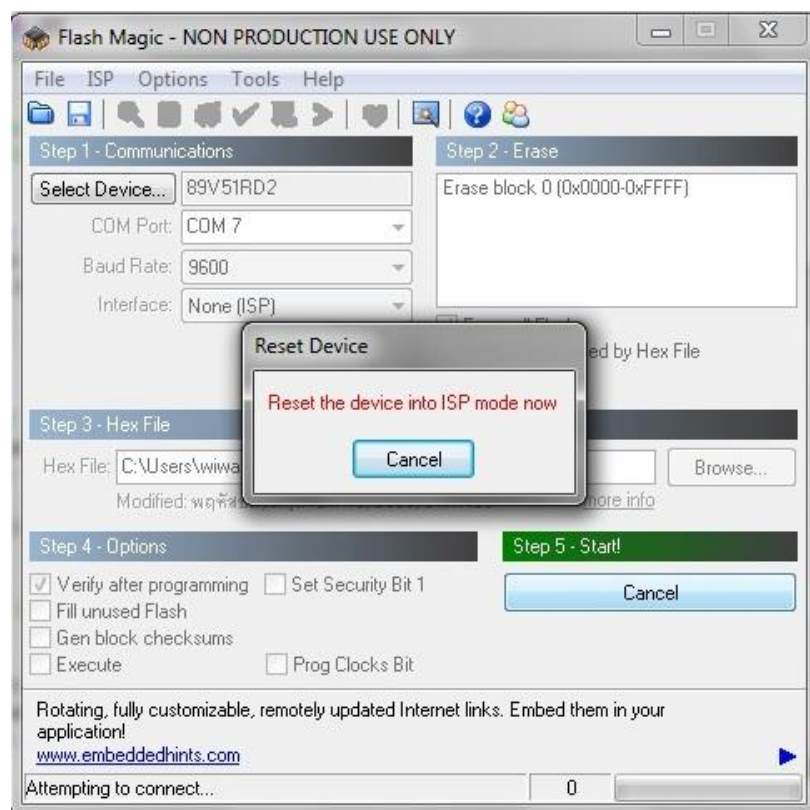 Flash Magic - NON PRODUCTION USE ONLY
File ISP Options Tools Help
Step 1 - Communications
Select Device... 89V51RD2
COM Port: COM 7
Baud Rate: 9600
Interface: None (ISP)
Step 2 - Erase
Erase block 0 (0x0000-0xFFFF)
ed by Hex File
Reset Device
Reset the device into ISP mode now
Cancel
Step 3 - Hex File
Hex File: C:\Users\wiwa Browse...
Modified: more info
Step 4 - Options
Verify after programming Set Security Bit 1
Fill unused Flash
Gen block checksums
Execute Prog Clocks Bit
Step 5 - Start!
Cancel
Rotating, fully customizable, remotely updated Internet links. Embed them in your
application!
www.embeddedhints.com
Attempting to connect... 0